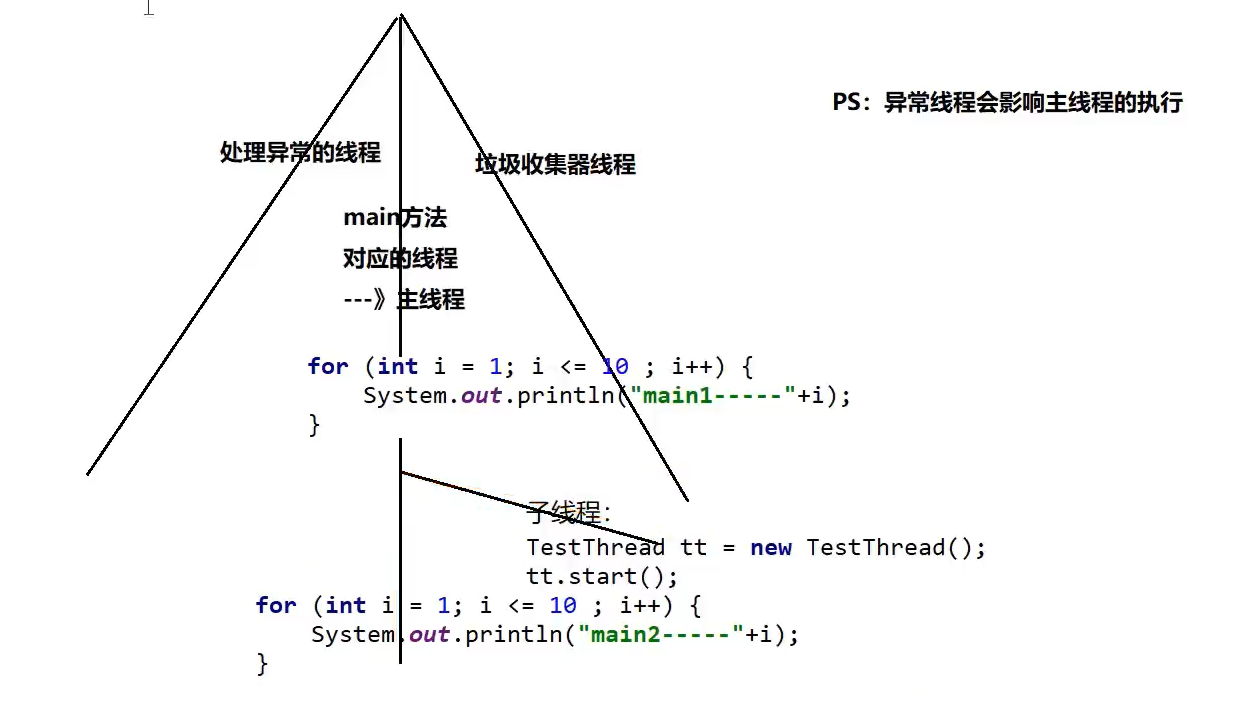 PS：异常线程会影响主线程的执行
处理异常的线程
垃圾收集器线程
main方法
对应的线程
---》主线程
for (int i = 1; i <= 10 ; i++) {
    System.out.println("main1-----"+i);
}
子线程：
TestThread tt = new TestThread();
tt.start();
for (int i = 1; i <= 10 ; i++) {
    System.out.println("main2-----"+i);
}